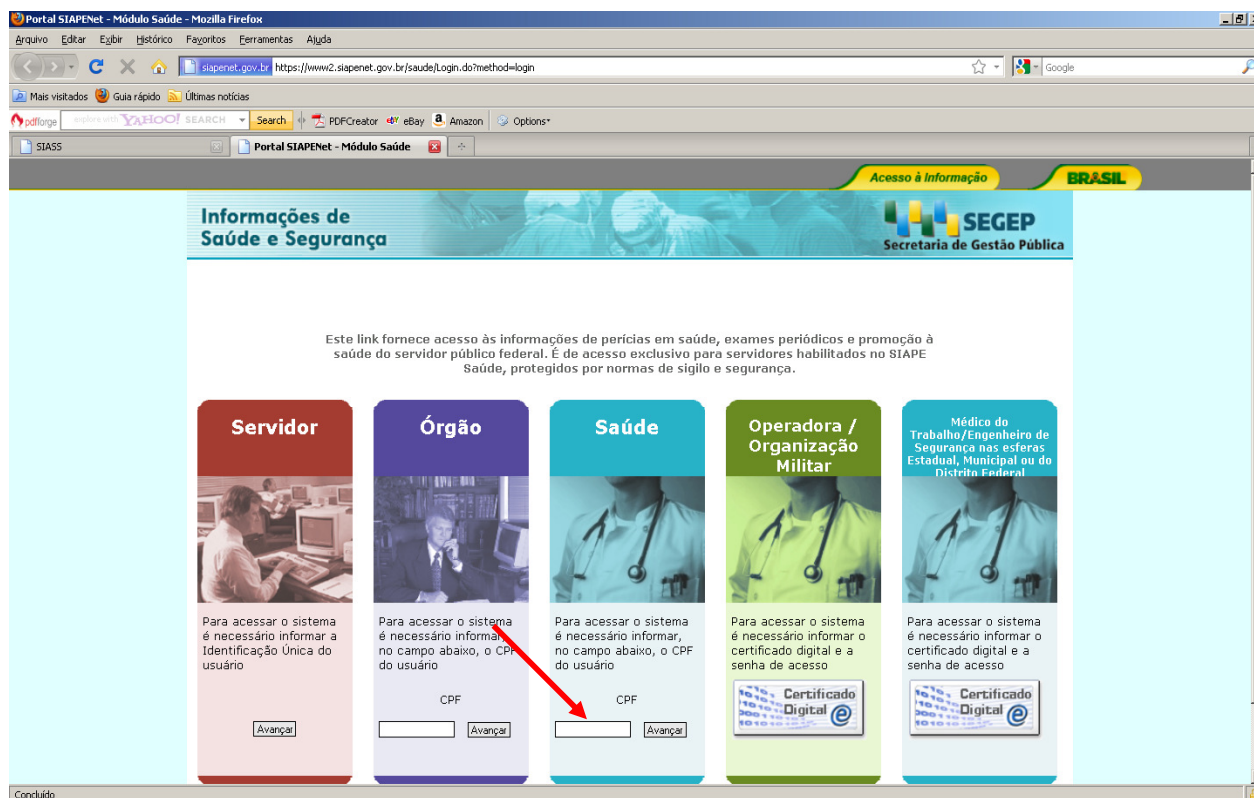 Portal SIAPENet - Módulo Saúde - Mozilla Firefox
Arquivo Editar Exibir Histórico Favoritos Ferramentas Ajuda
siapenet.gov.br https://www2.siapenet.gov.br/saude/Login.do?method=login
Google
Mais visitados Guia rápido Últimas notícias
pdfforge explore with YAHOO! SEARCH Search PDFCreator eBay Amazon Options
SIASS Portal SIAPENet - Módulo Saúde
Acesso à Informação BRASIL
Informações de
Saúde e Segurança
SEGEP
Secretaria de Gestão Pública
Este link fornece acesso às informações de perícias em saúde, exames periódicos e promoção à
saúde do servidor público federal. É de acesso exclusivo para servidores habilitados no SIAPE
Saúde, protegidos por normas de sigilo e segurança.
Servidor
Para acessar o sistema
é necessário informar a
Identificação Única do
usuário
Avançar
Órgão
Para acessar o sistema
é necessário informar,
no campo abaixo, o CPF
do usuário
CPF
Avançar
Saúde
Para acessar o sistema
é necessário informar,
no campo abaixo, o CPF
do usuário
CPF
Avançar
Operadora /
Organização
Militar
Para acessar o sistema
é necessário informar o
certificado digital e a
senha de acesso
Certificado
Digital
Médico do
Trabalho/Engenheiro de
Segurança nas esferas
Estadual, Municipal ou do
Distrito Federal
Para acessar o sistema
é necessário informar o
certificado digital e a
senha de acesso
Certificado
Digital
Concluído